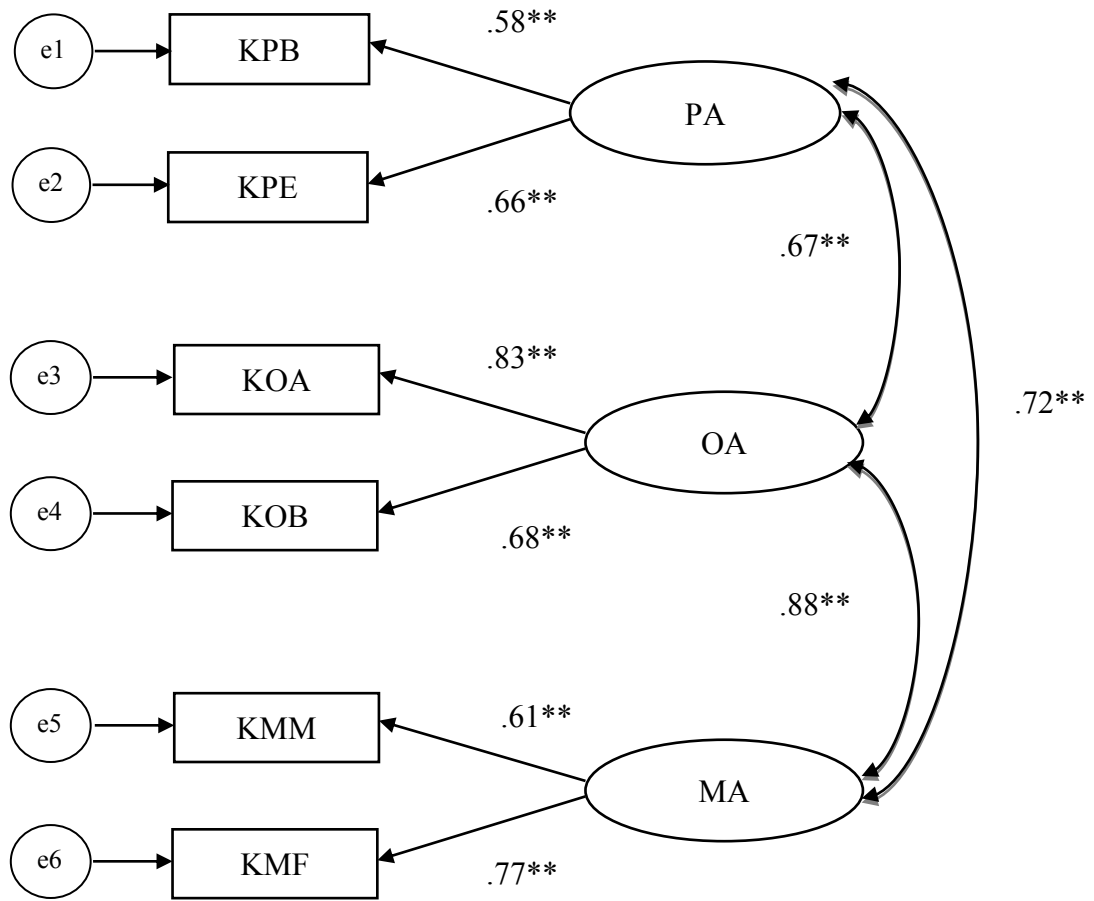 .58**
e1
KPB
PA
e2
KPE
.66**
.67**
e3
KOA
.83**
.72**
OA
e4
KOB
.68**
.88**
e5
KMM
.61**
MA
e6
KMF
.77**